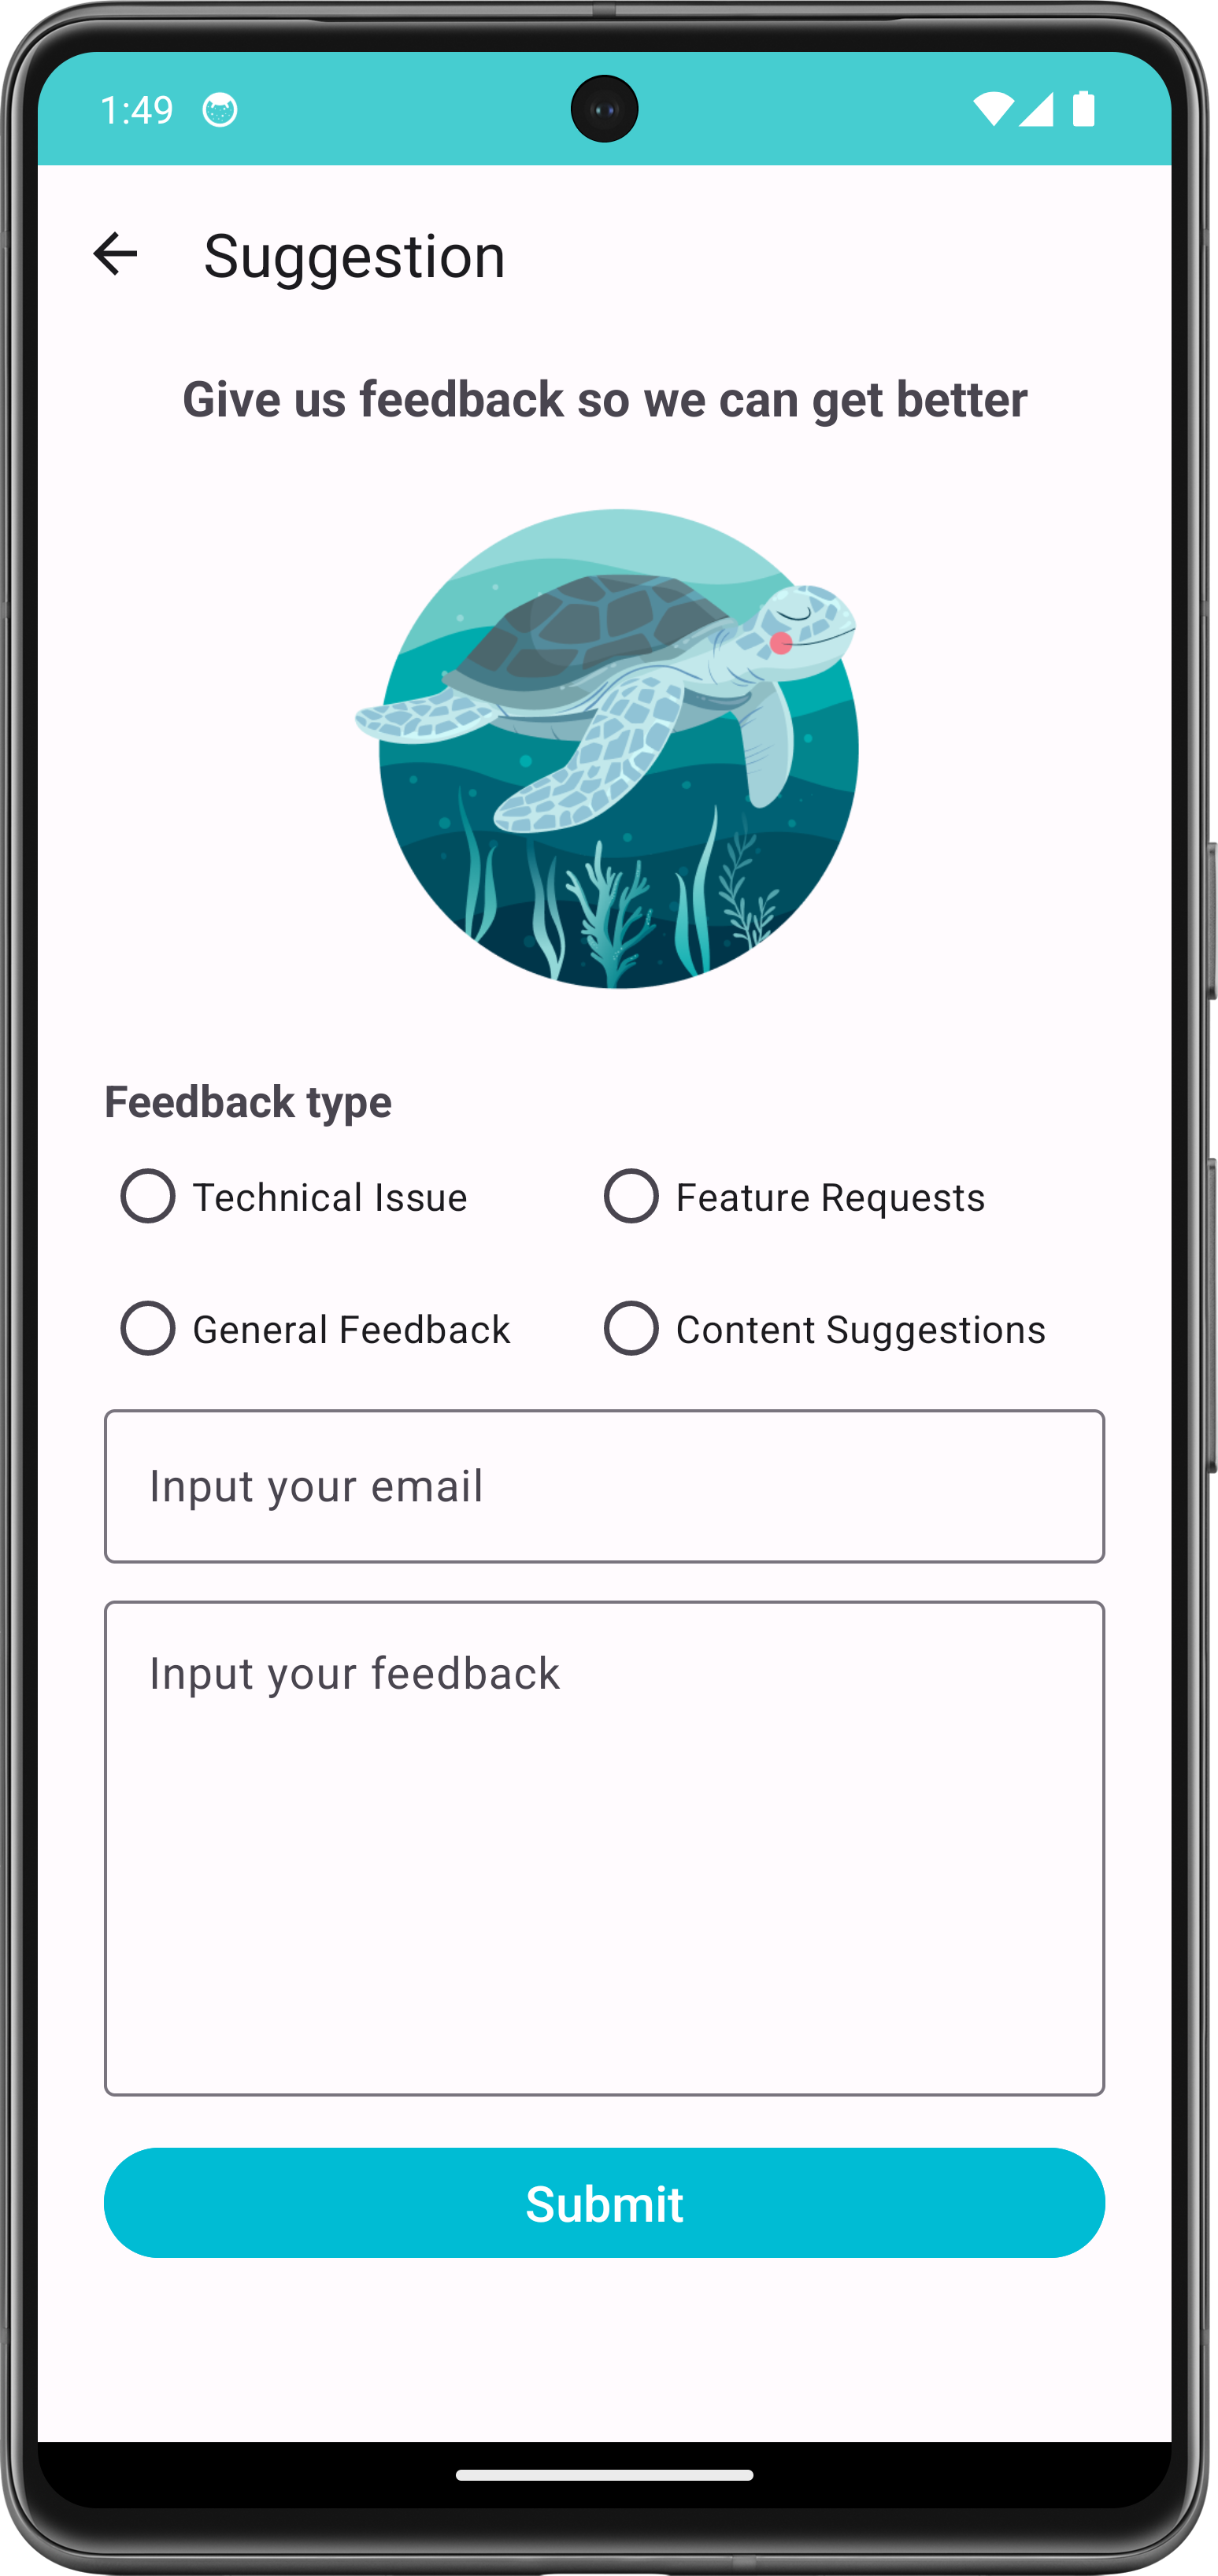 1:49
Suggestion
Give us feedback so we can get better
Feedback type
Technical Issue
Feature Requests
General Feedback
Content Suggestions
Input your email
Input your feedback
Submit